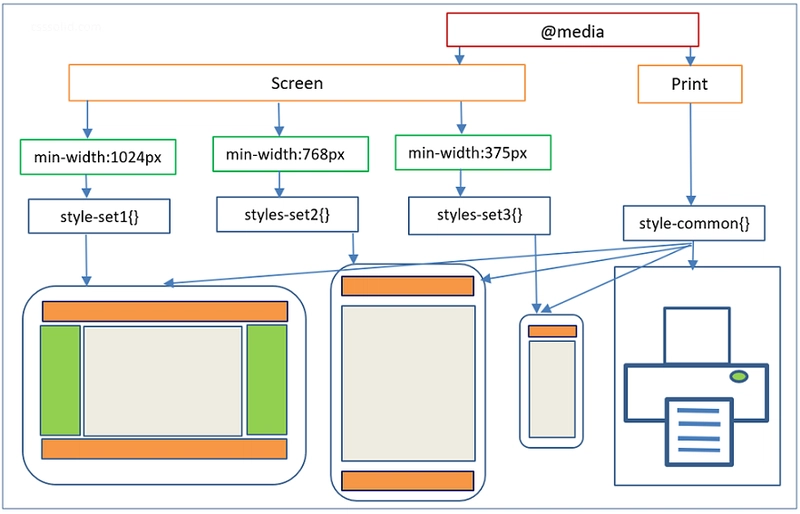 @media
Screen
Print
min-width:1024px
min-width:768px
min-width:375px
style-set1{}
styles-set2{}
styles-set3{}
style-common{}